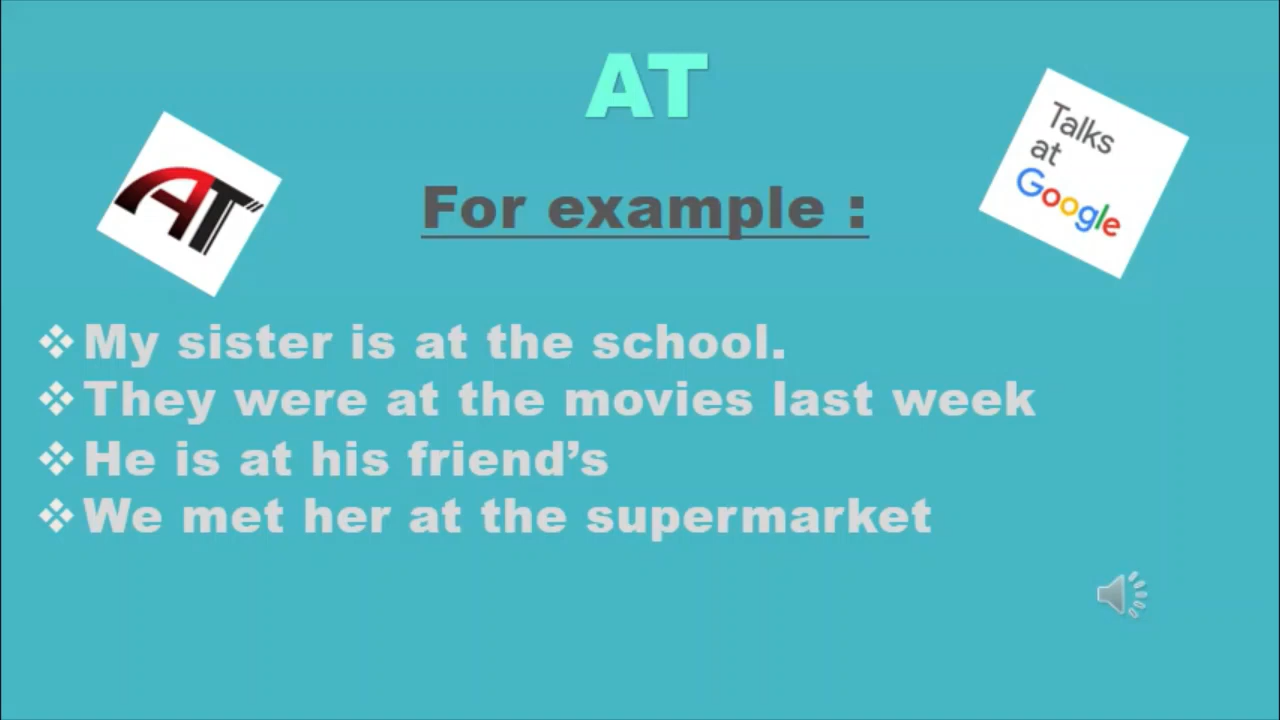 AT
AT
Talks
at
Google
For example :
My sister is at the school.
They were at the movies last week
He is at his friend’s
We met her at the supermarket